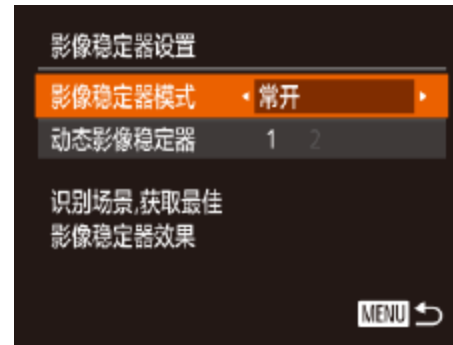 影像稳定器设置
影像稳定器模式 常开
动态影像稳定器 1 2
识别场景,获取最佳
影像稳定器效果
MENU